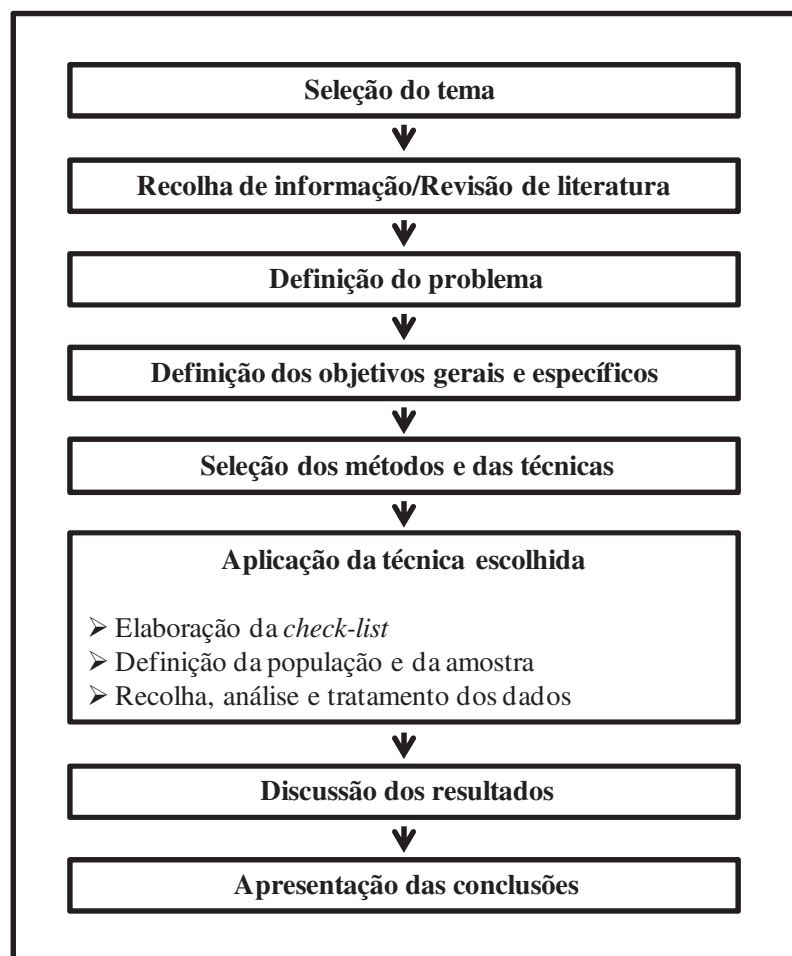 Seleção do tema
Recolha de informação/Revisão de literatura
Definição do problema
Definição dos objetivos gerais e específicos
Seleção dos métodos e das técnicas
Aplicação da técnica escolhida
➢ Elaboração da check-list
➢ Definição da população e da amostra
➢ Recolha, análise e tratamento dos dados
Discussão dos resultados
Apresentação das conclusões